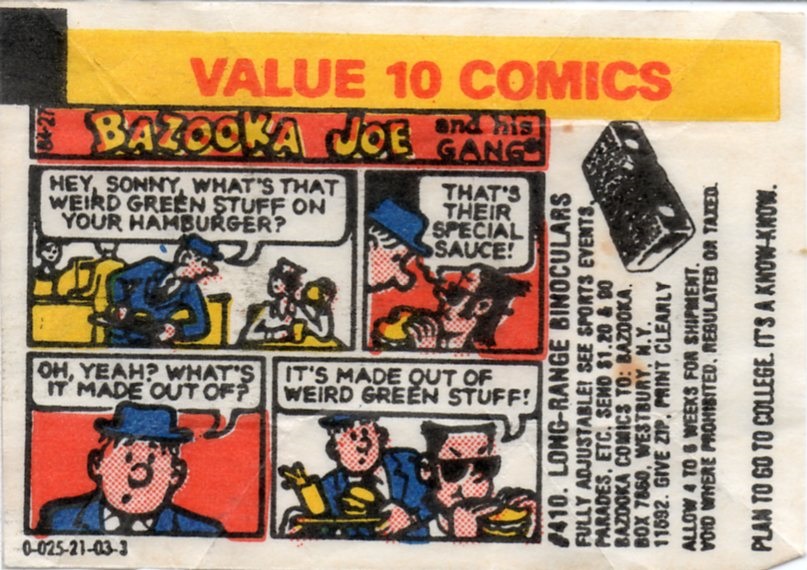 VALUE 10 COMICS
84-27
BAZOOKA JOE
and his
GANG®
HEY, SONNY, WHAT'S THAT
WEIRD GREEN STUFF ON
YOUR HAMBURGER?
THAT'S
THEIR
SPECIAL
SAUCE!
OH, YEAH? WHAT'S
IT MADE OUT OF?
IT'S MADE OUT OF
WEIRD GREEN STUFF!
0-025-21-03-3
#410. LONG-RANGE BINOCULARS
FULLY ADJUSTABLE! SEE SPORTS EVENTS,
PARADES, ETC. SEND $1.20 & 90
BAZOOKA COMICS TO: BAZOOKA,
BOX 7660, WESTBURY, N.Y.
11592. GIVE ZIP. PRINT CLEARLY
ALLOW 4 TO 6 WEEKS FOR SHIPMENT.
VOID WHERE PROHIBITED, REGULATED OR TAXED.
PLAN TO GO TO COLLEGE. IT'S A KNOW-KNOW.